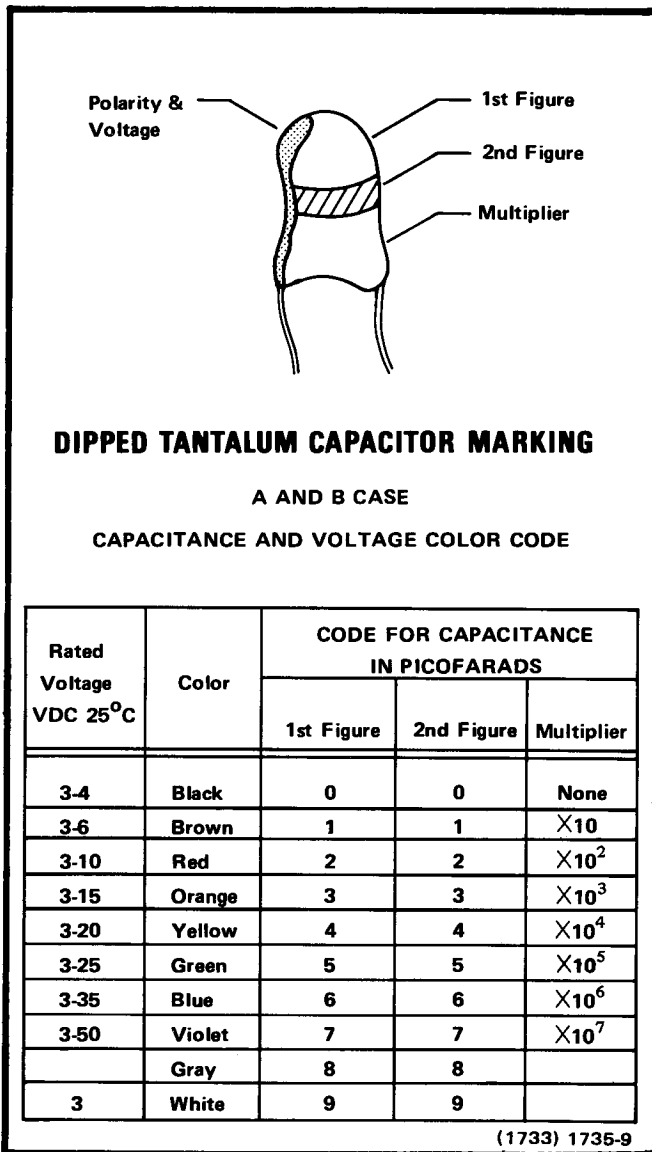 Polarity &
Voltage
1st Figure
2nd Figure
Multiplier
DIPPED TANTALUM CAPACITOR MARKING
A AND B CASE
CAPACITANCE AND VOLTAGE COLOR CODE
Rated
Voltage
VDC 25°C
Color
CODE FOR CAPACITANCE
IN PICOFARADS
1st Figure 2nd Figure Multiplier
3-4 Black 0 0 None
3-6 Brown 1 1 X10
3-10 Red 2 2 X10²
3-15 Orange 3 3 X10³
3-20 Yellow 4 4 X10⁴
3-25 Green 5 5 X10⁵
3-35 Blue 6 6 X10⁶
3-50 Violet 7 7 X10⁷
Gray 8 8
3 White 9 9
(1733) 1735-9